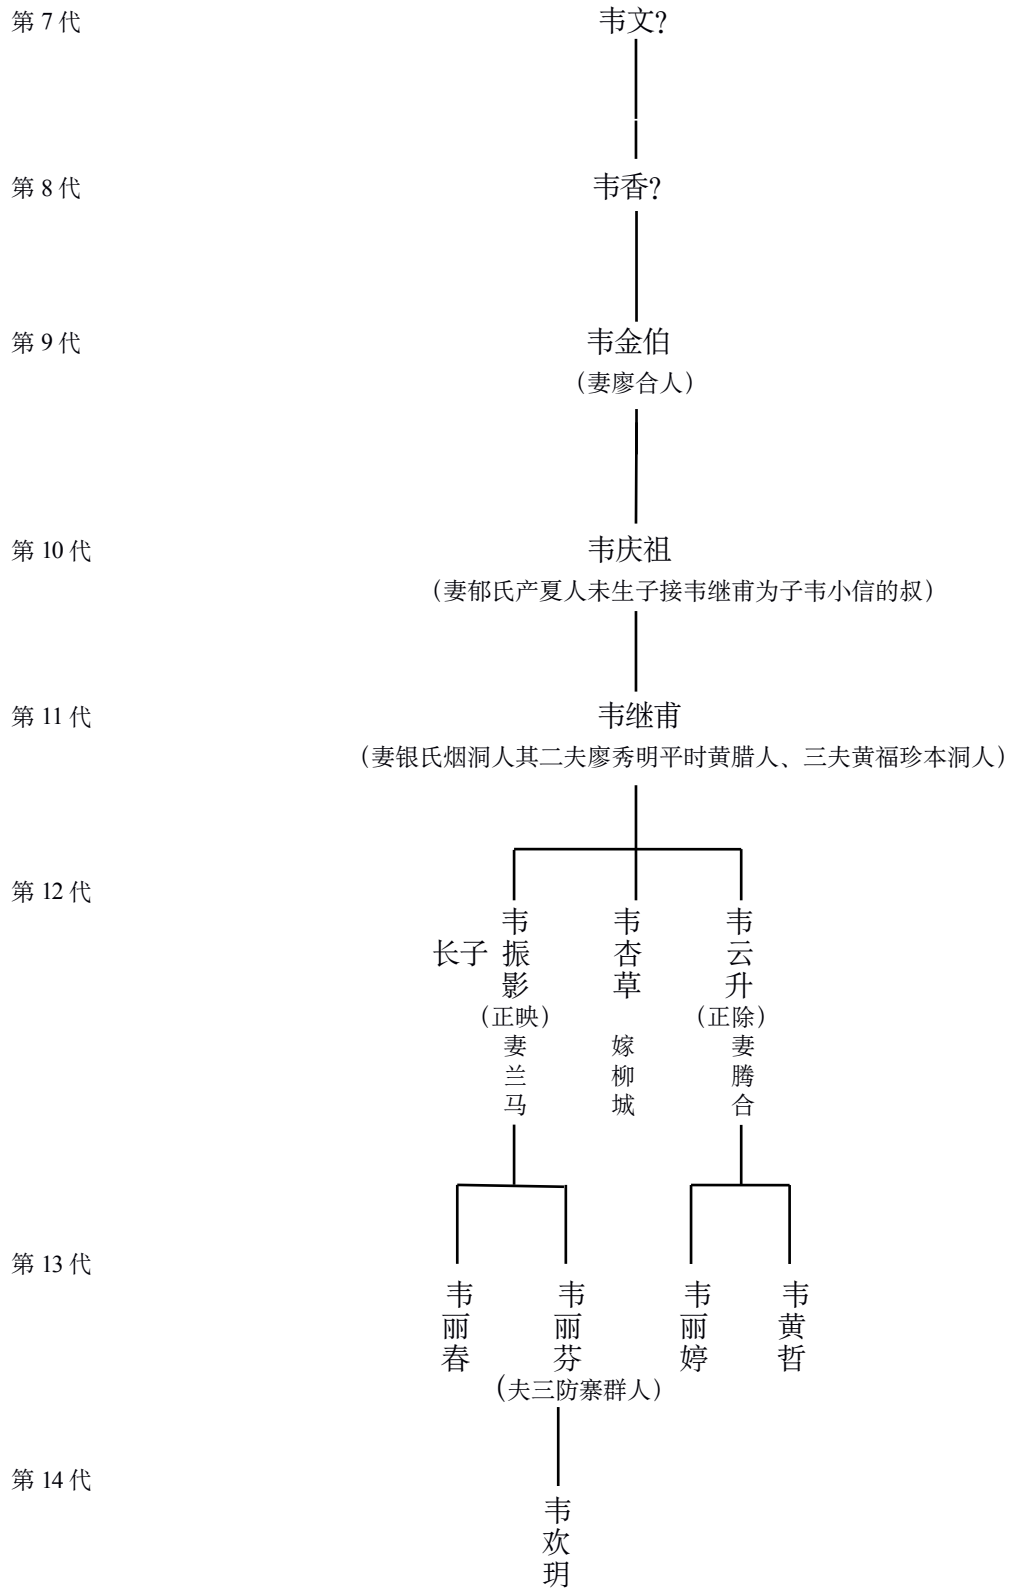 第 7 代
韦文?
第 8 代
韦香?
第 9 代
韦金伯
（妻廖合人）
第 10 代
韦庆祖
（妻郁氏产夏人未生子接韦继甫为子韦小信的叔）
第 11 代
韦继甫
（妻银氏烟洞人其二夫廖秀明平时黄腊人、三夫黄福珍本洞人）
第 12 代
长子
韦振影
（正映）
妻兰马
韦杏草
嫁柳城
韦云升
（正除）
妻腾合
第 13 代
韦丽春
韦丽芬
（夫三防寨群人）
韦丽婷
韦黄哲
第 14 代
韦欢玥